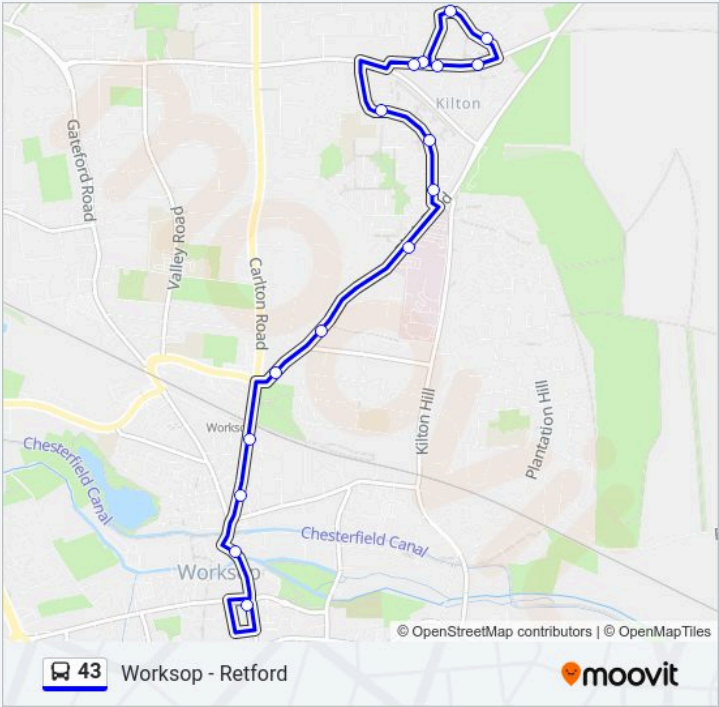 Kilton
Gateford Road
Valley Road
Carlton Road
Kilton Hill
Plantation Hill
Chesterfield Canal
Chesterfield Canal
Worksop
© OpenStreetMap contributors | © OpenMapTiles
43 Worksop - Retford
moovit